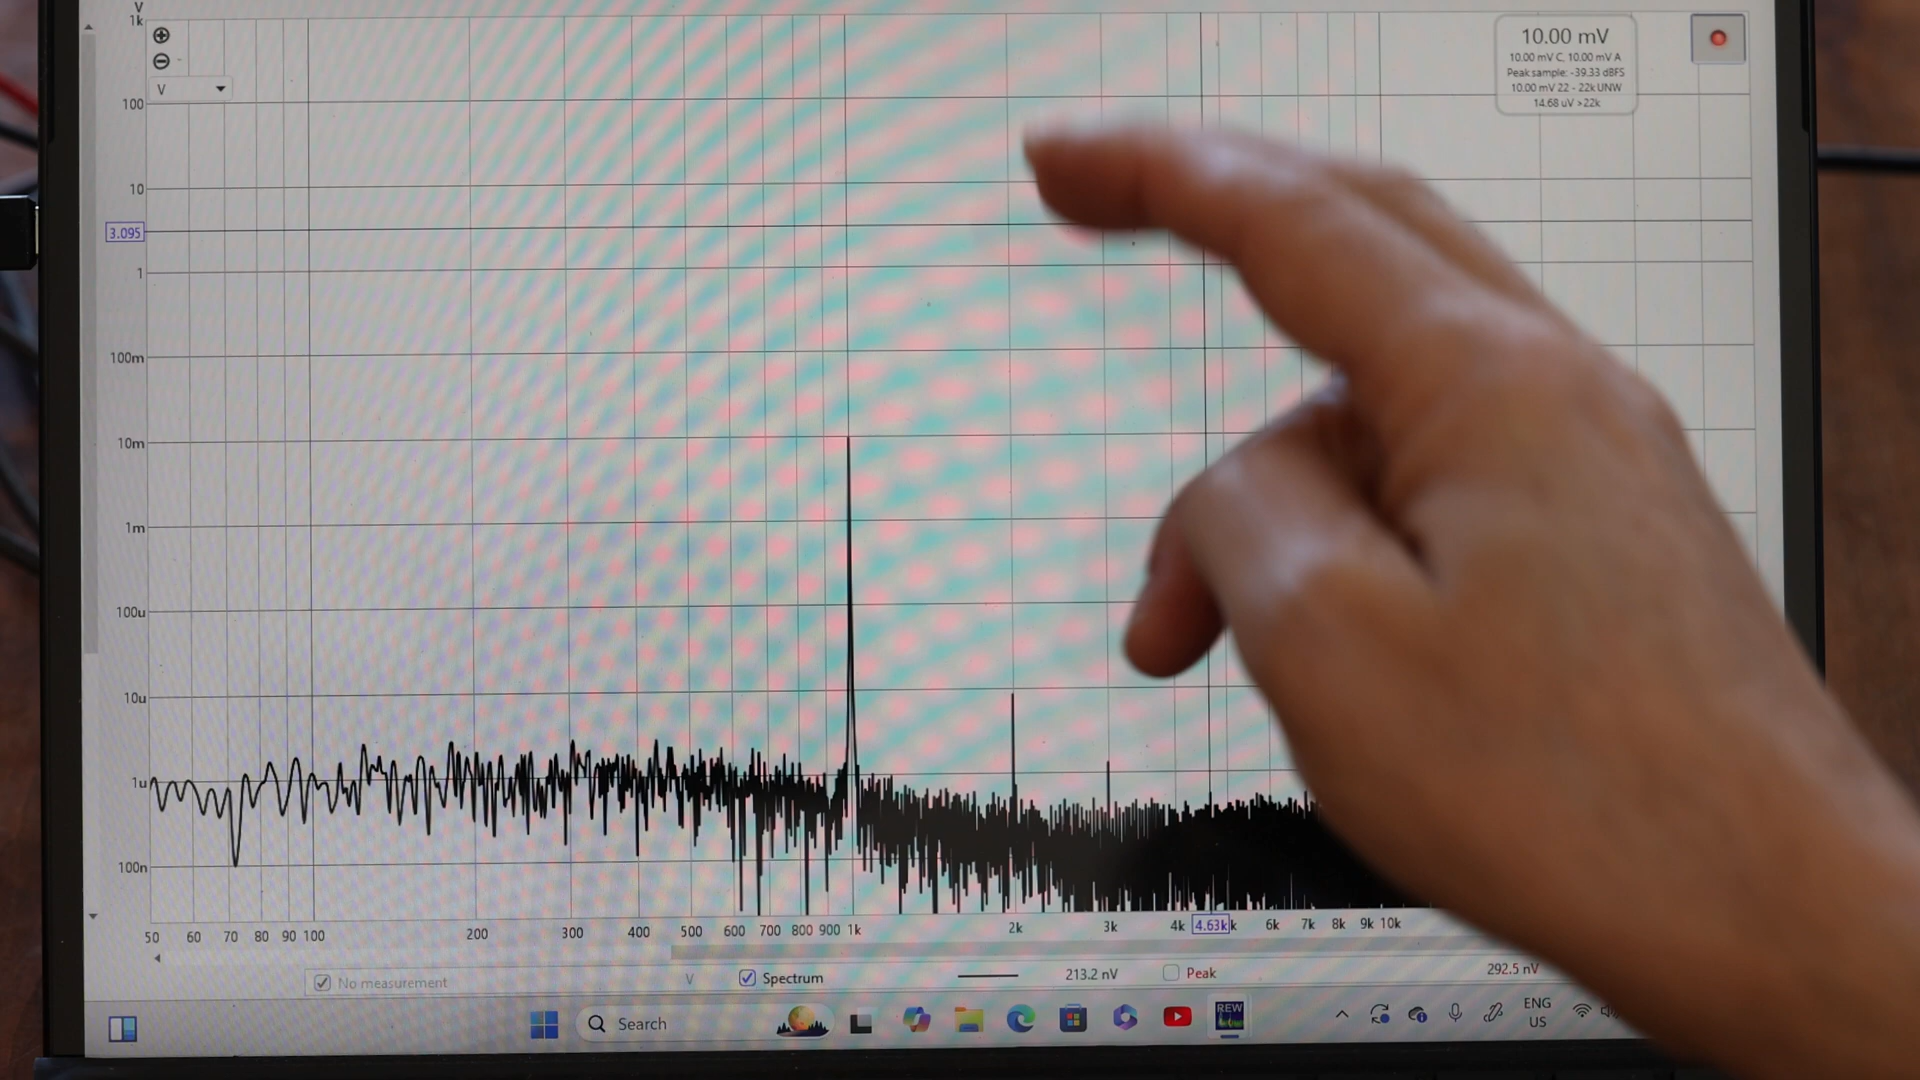 V
1k
V
100
10
3.095
1
100m
10m
1m
100u
10u
1u
100n
10.00 mV
10.00 mV C, 10.00 mV A
Peak sample: -39.33 dBFS
10.00 mV 22 - 22k UNW
14.68 uV >22k
50 60 70 80 90 100 200 300 400 500 600 700 800 900 1k 2k 3k 4k 4.63k k 6k 7k 8k 9k 10k
No measurement V Spectrum 213.2 nV Peak 292.5 nV
Search REW ENG
US